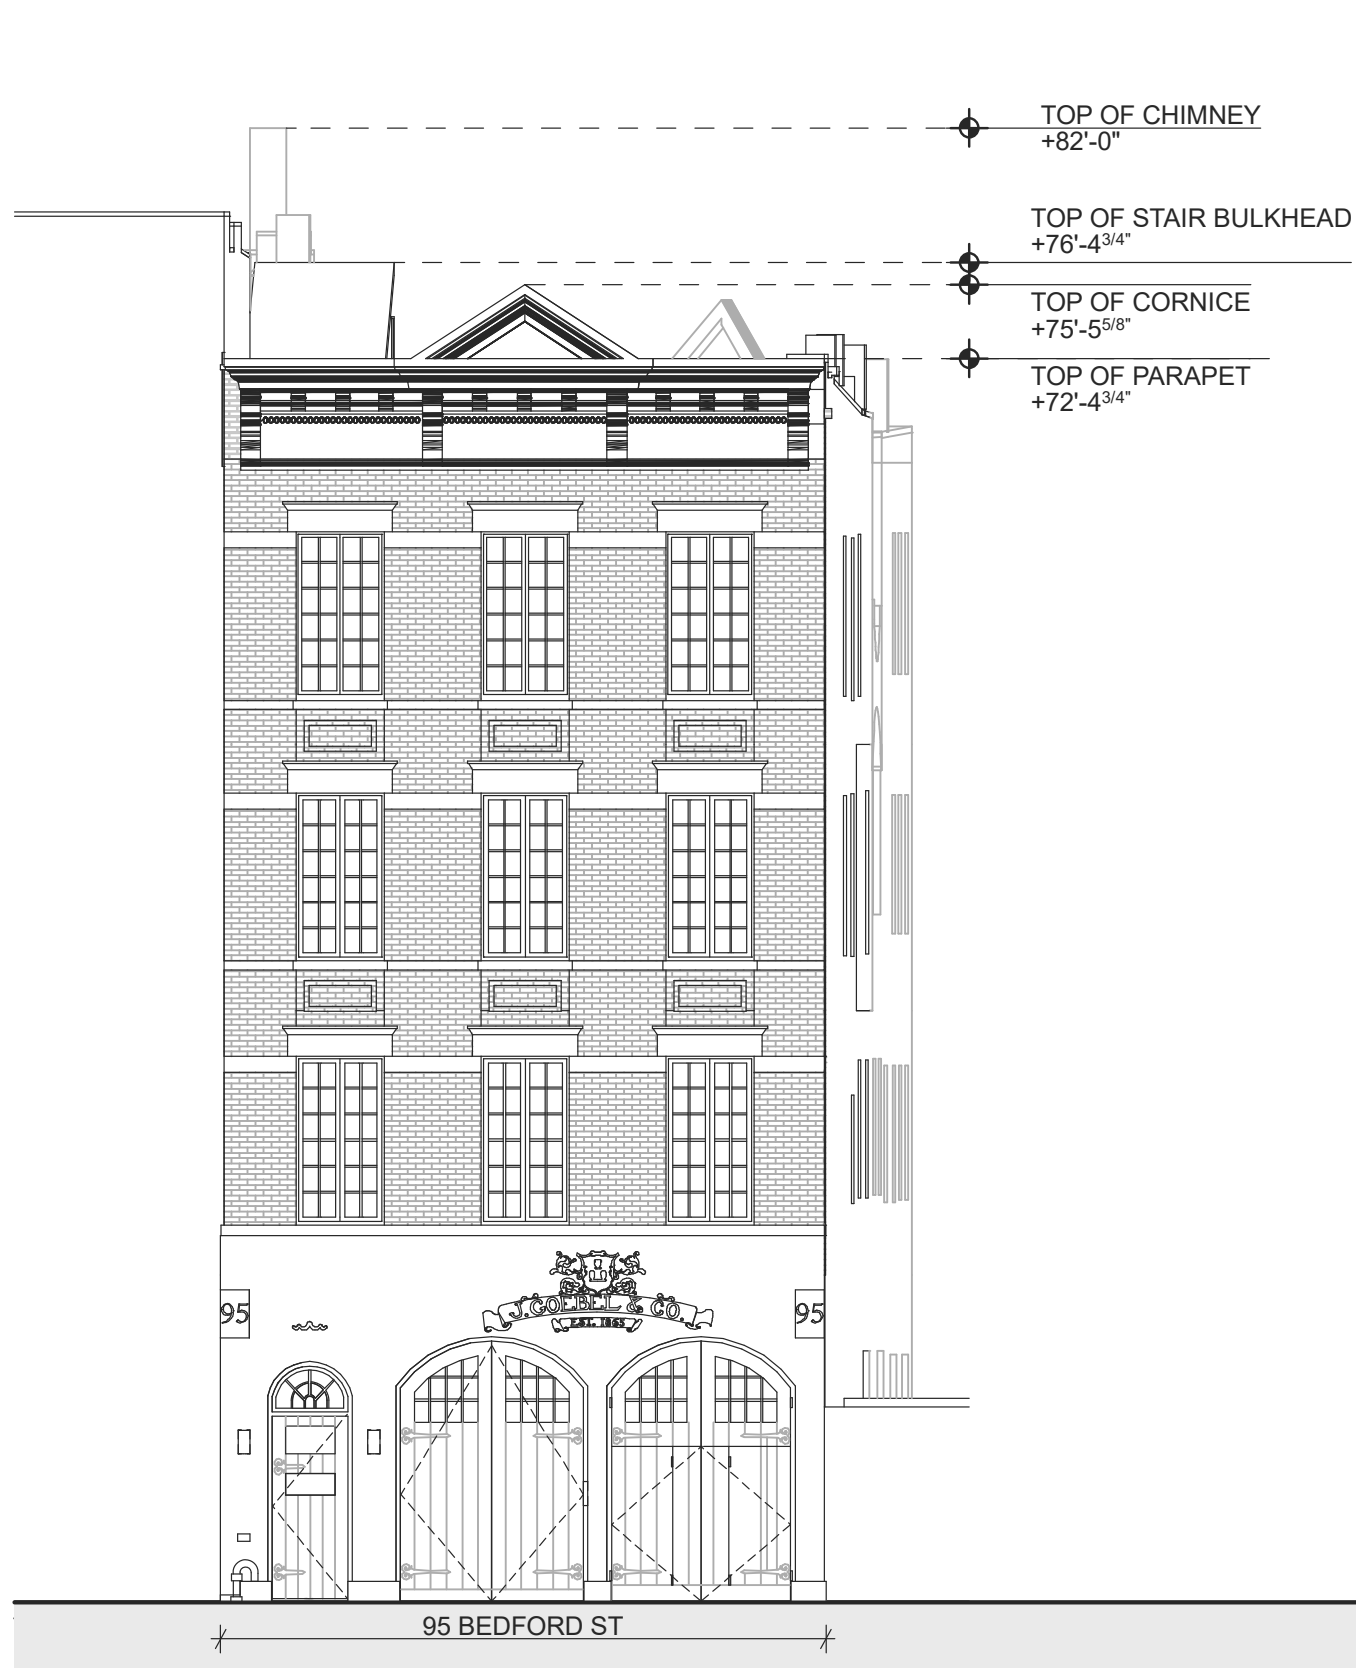 TOP OF CHIMNEY
+82'-0"
TOP OF STAIR BULKHEAD
+76'-4 3/4"
TOP OF CORNICE
+75'-5 5/8"
TOP OF PARAPET
+72'-4 3/4"
J. GOEBEL & CO.
EST. 1865
95
95
95 BEDFORD ST